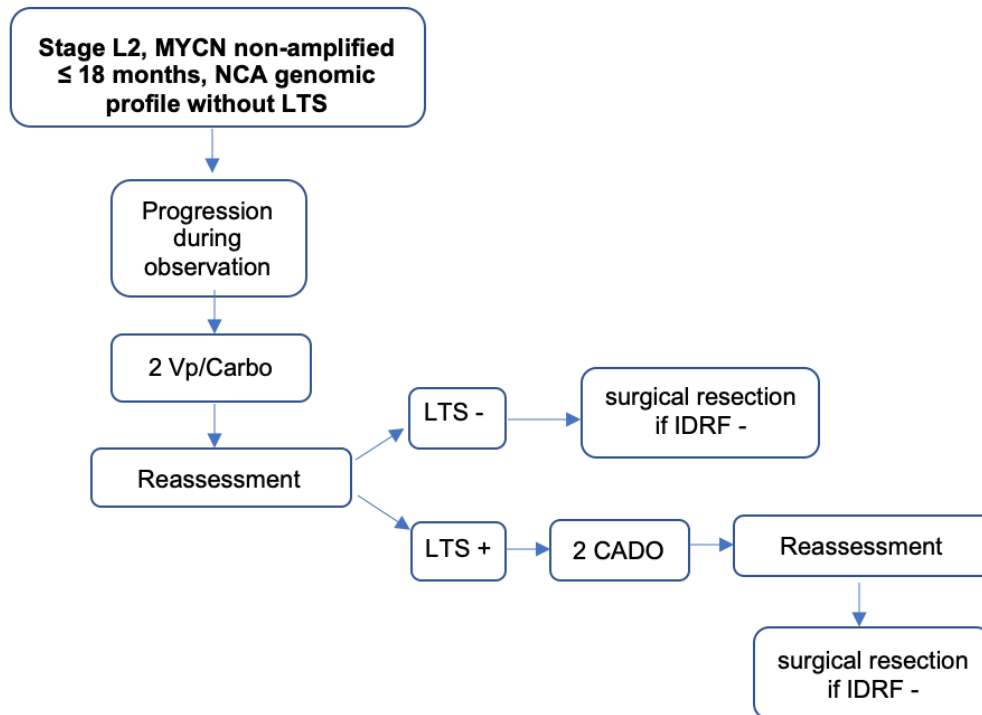 Stage L2, MYCN non-amplified
≤ 18 months, NCA genomic
profile without LTS
Progression
during
observation
2 Vp/Carbo
Reassessment
LTS -
surgical resection
if IDRF -
LTS +
2 CADO
Reassessment
surgical resection
if IDRF -